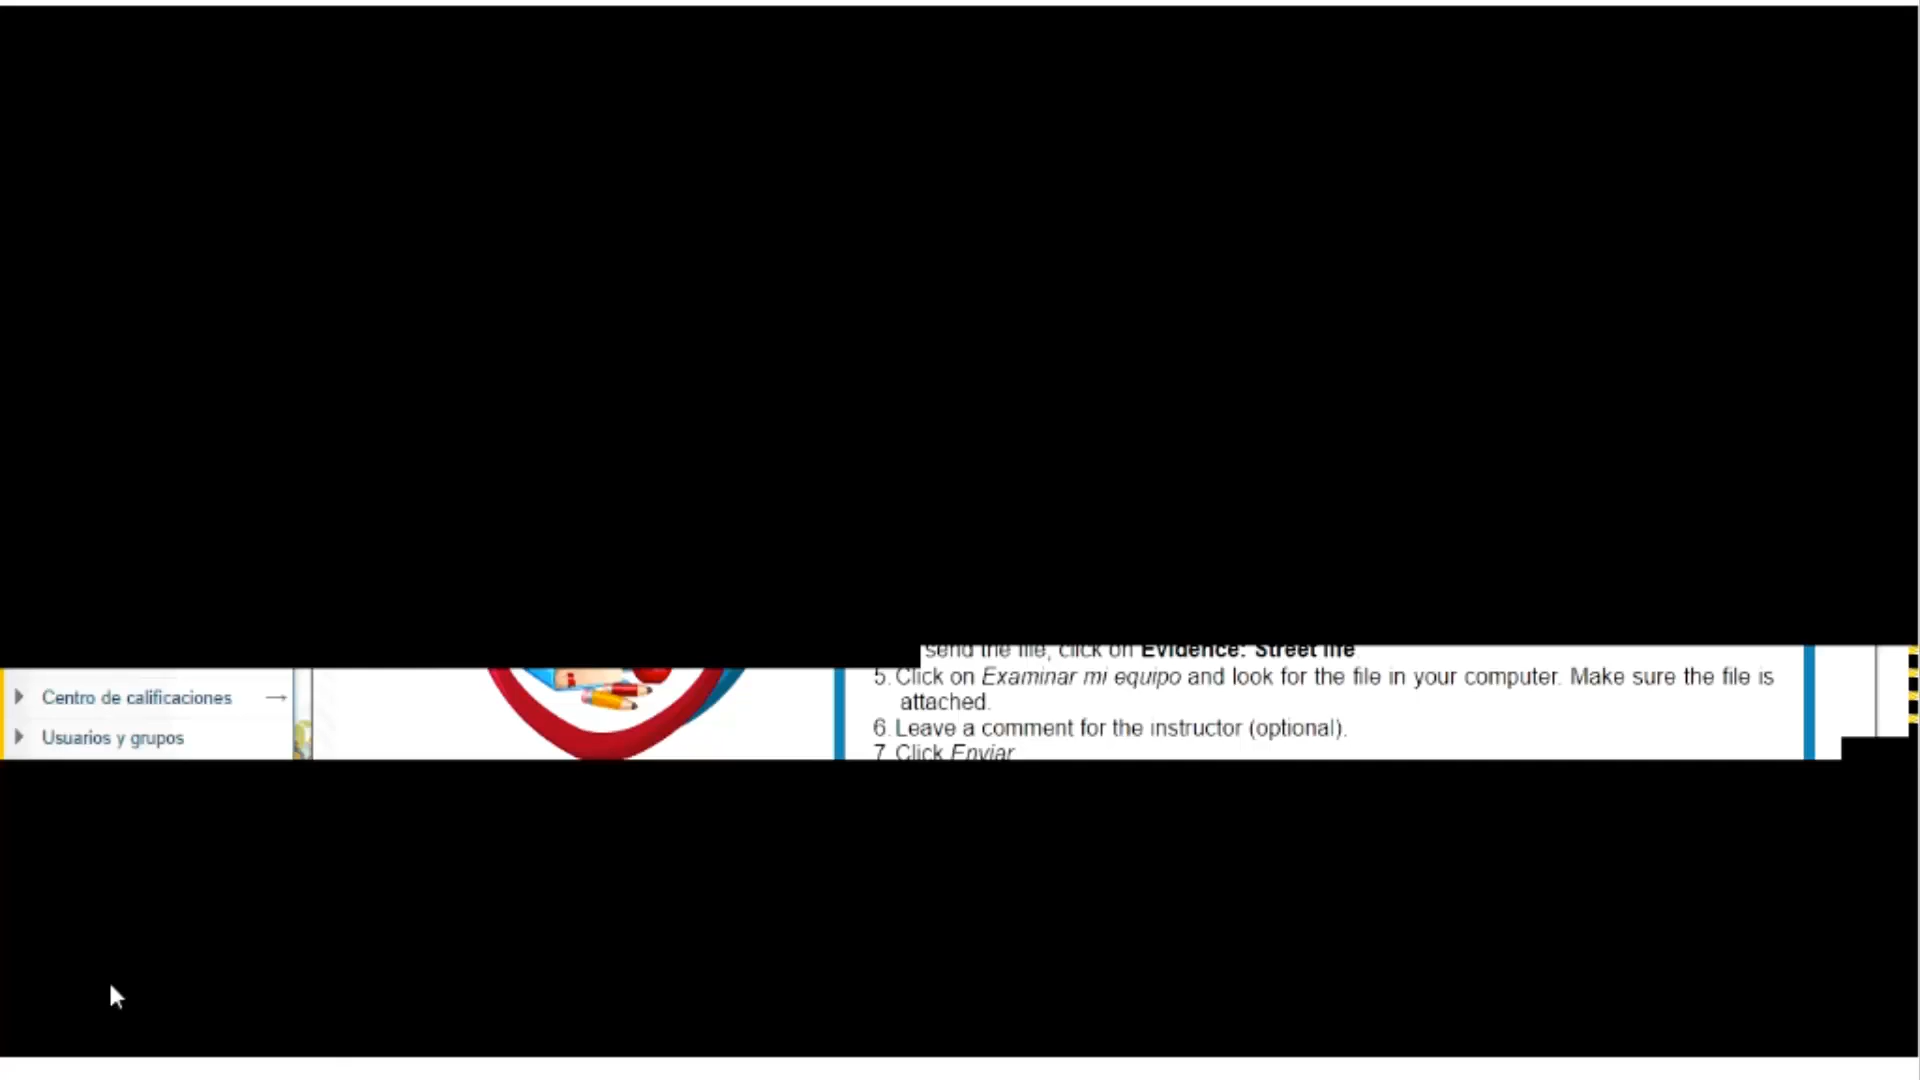 send the file, click on Evidence: Street life
5. Click on Examinar mi equipo and look for the file in your computer. Make sure the file is
attached.
6. Leave a comment for the instructor (optional).
7. Click Enviar
Centro de calificaciones →
Usuarios y grupos